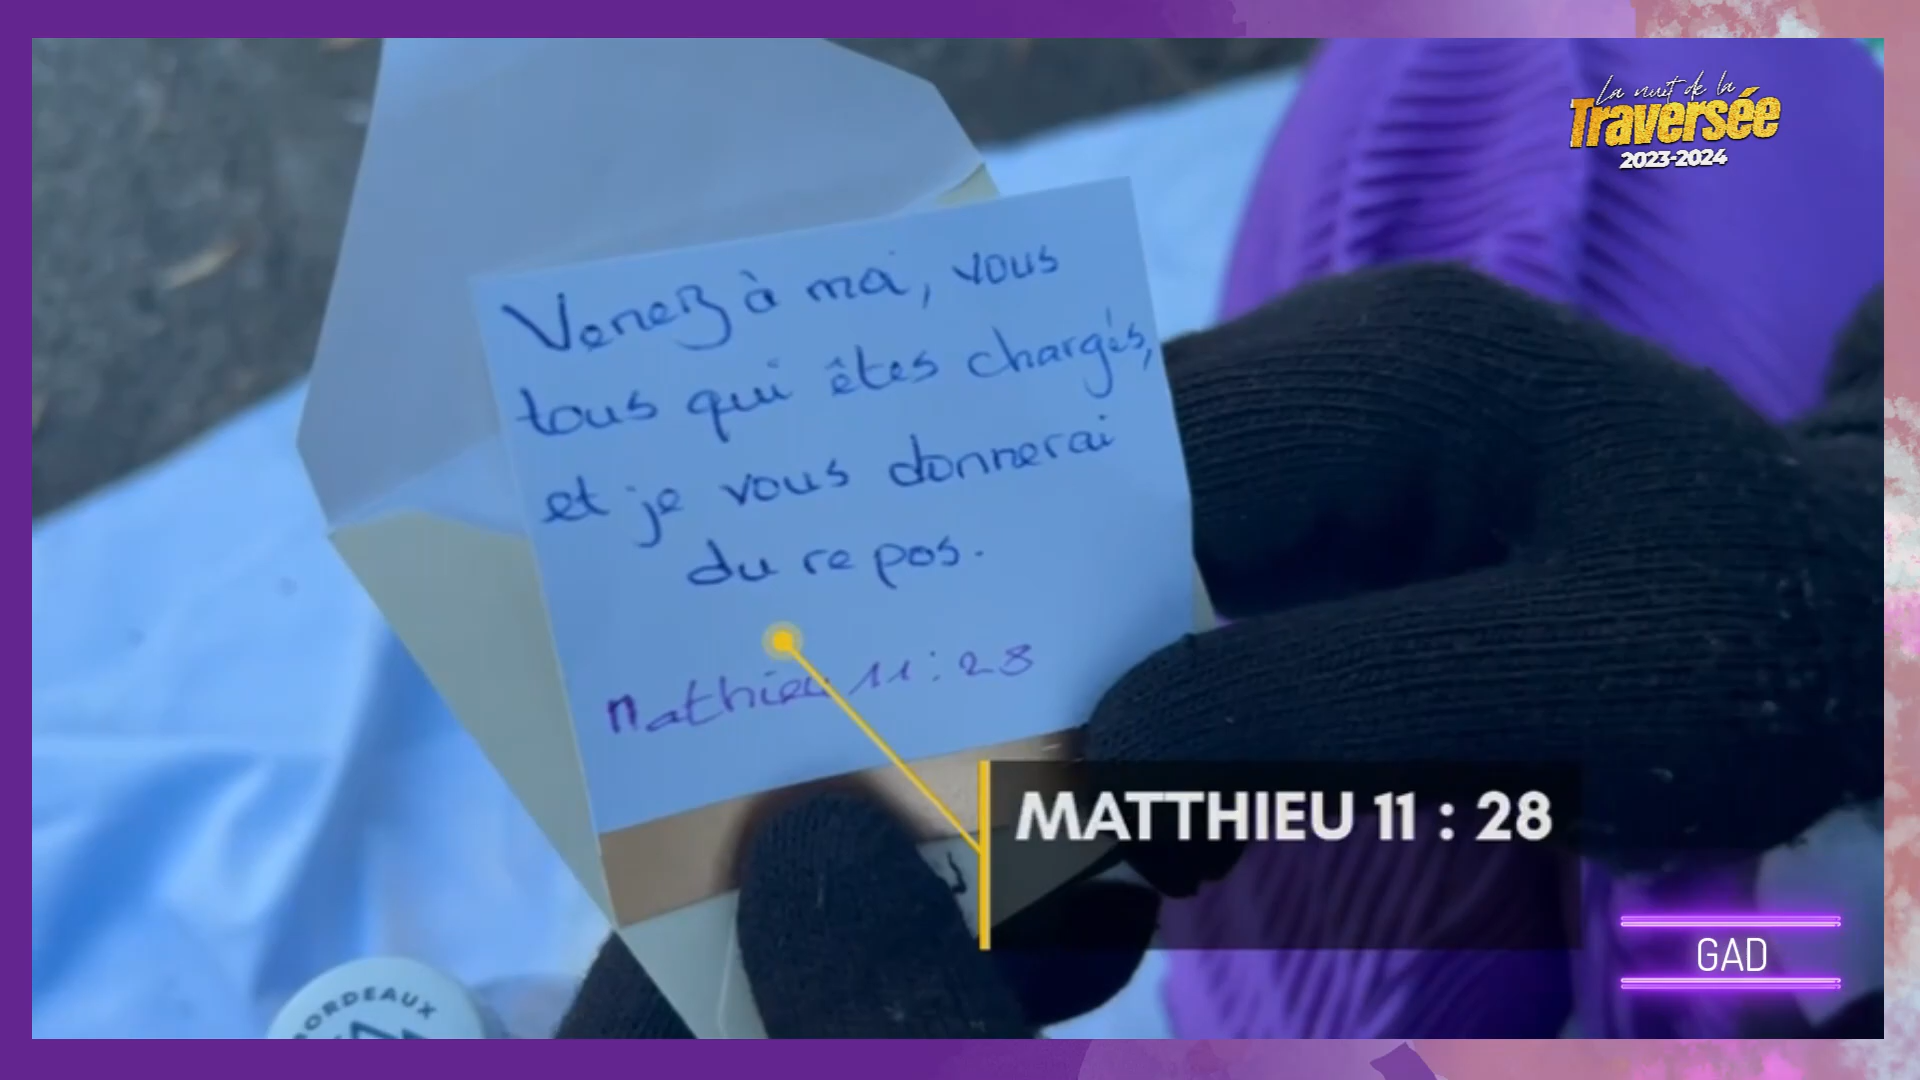 La nuit de la
Traversée
2023-2024
Venez à moi, vous
tous qui êtes chargés,
et je vous donnerai
du repos.
Matthieu 11:28
MATTHIEU 11 : 28
GAD
BORDEAUX